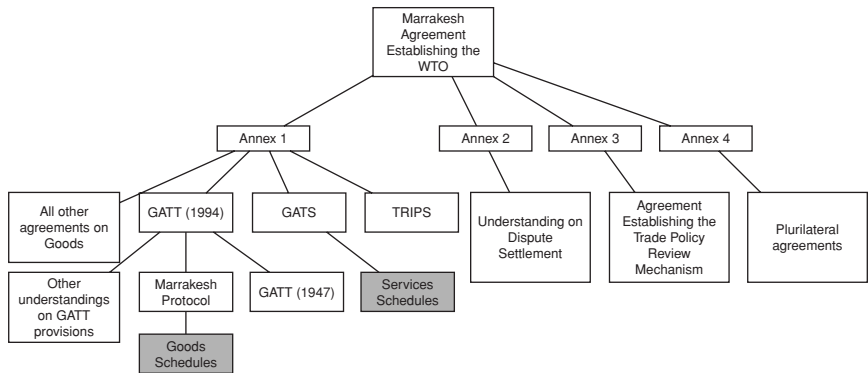 Marrakesh
Agreement
Establishing the
WTO
Annex 1
Annex 2
Annex 3
Annex 4
All other
agreements on
Goods
GATT (1994)
GATS
TRIPS
Understanding on
Dispute
Settlement
Agreement
Establishing the
Trade Policy
Review
Mechanism
Plurilateral
agreements
Other
understandings
on GATT
provisions
Marrakesh
Protocol
GATT (1947)
Services
Schedules
Goods
Schedules